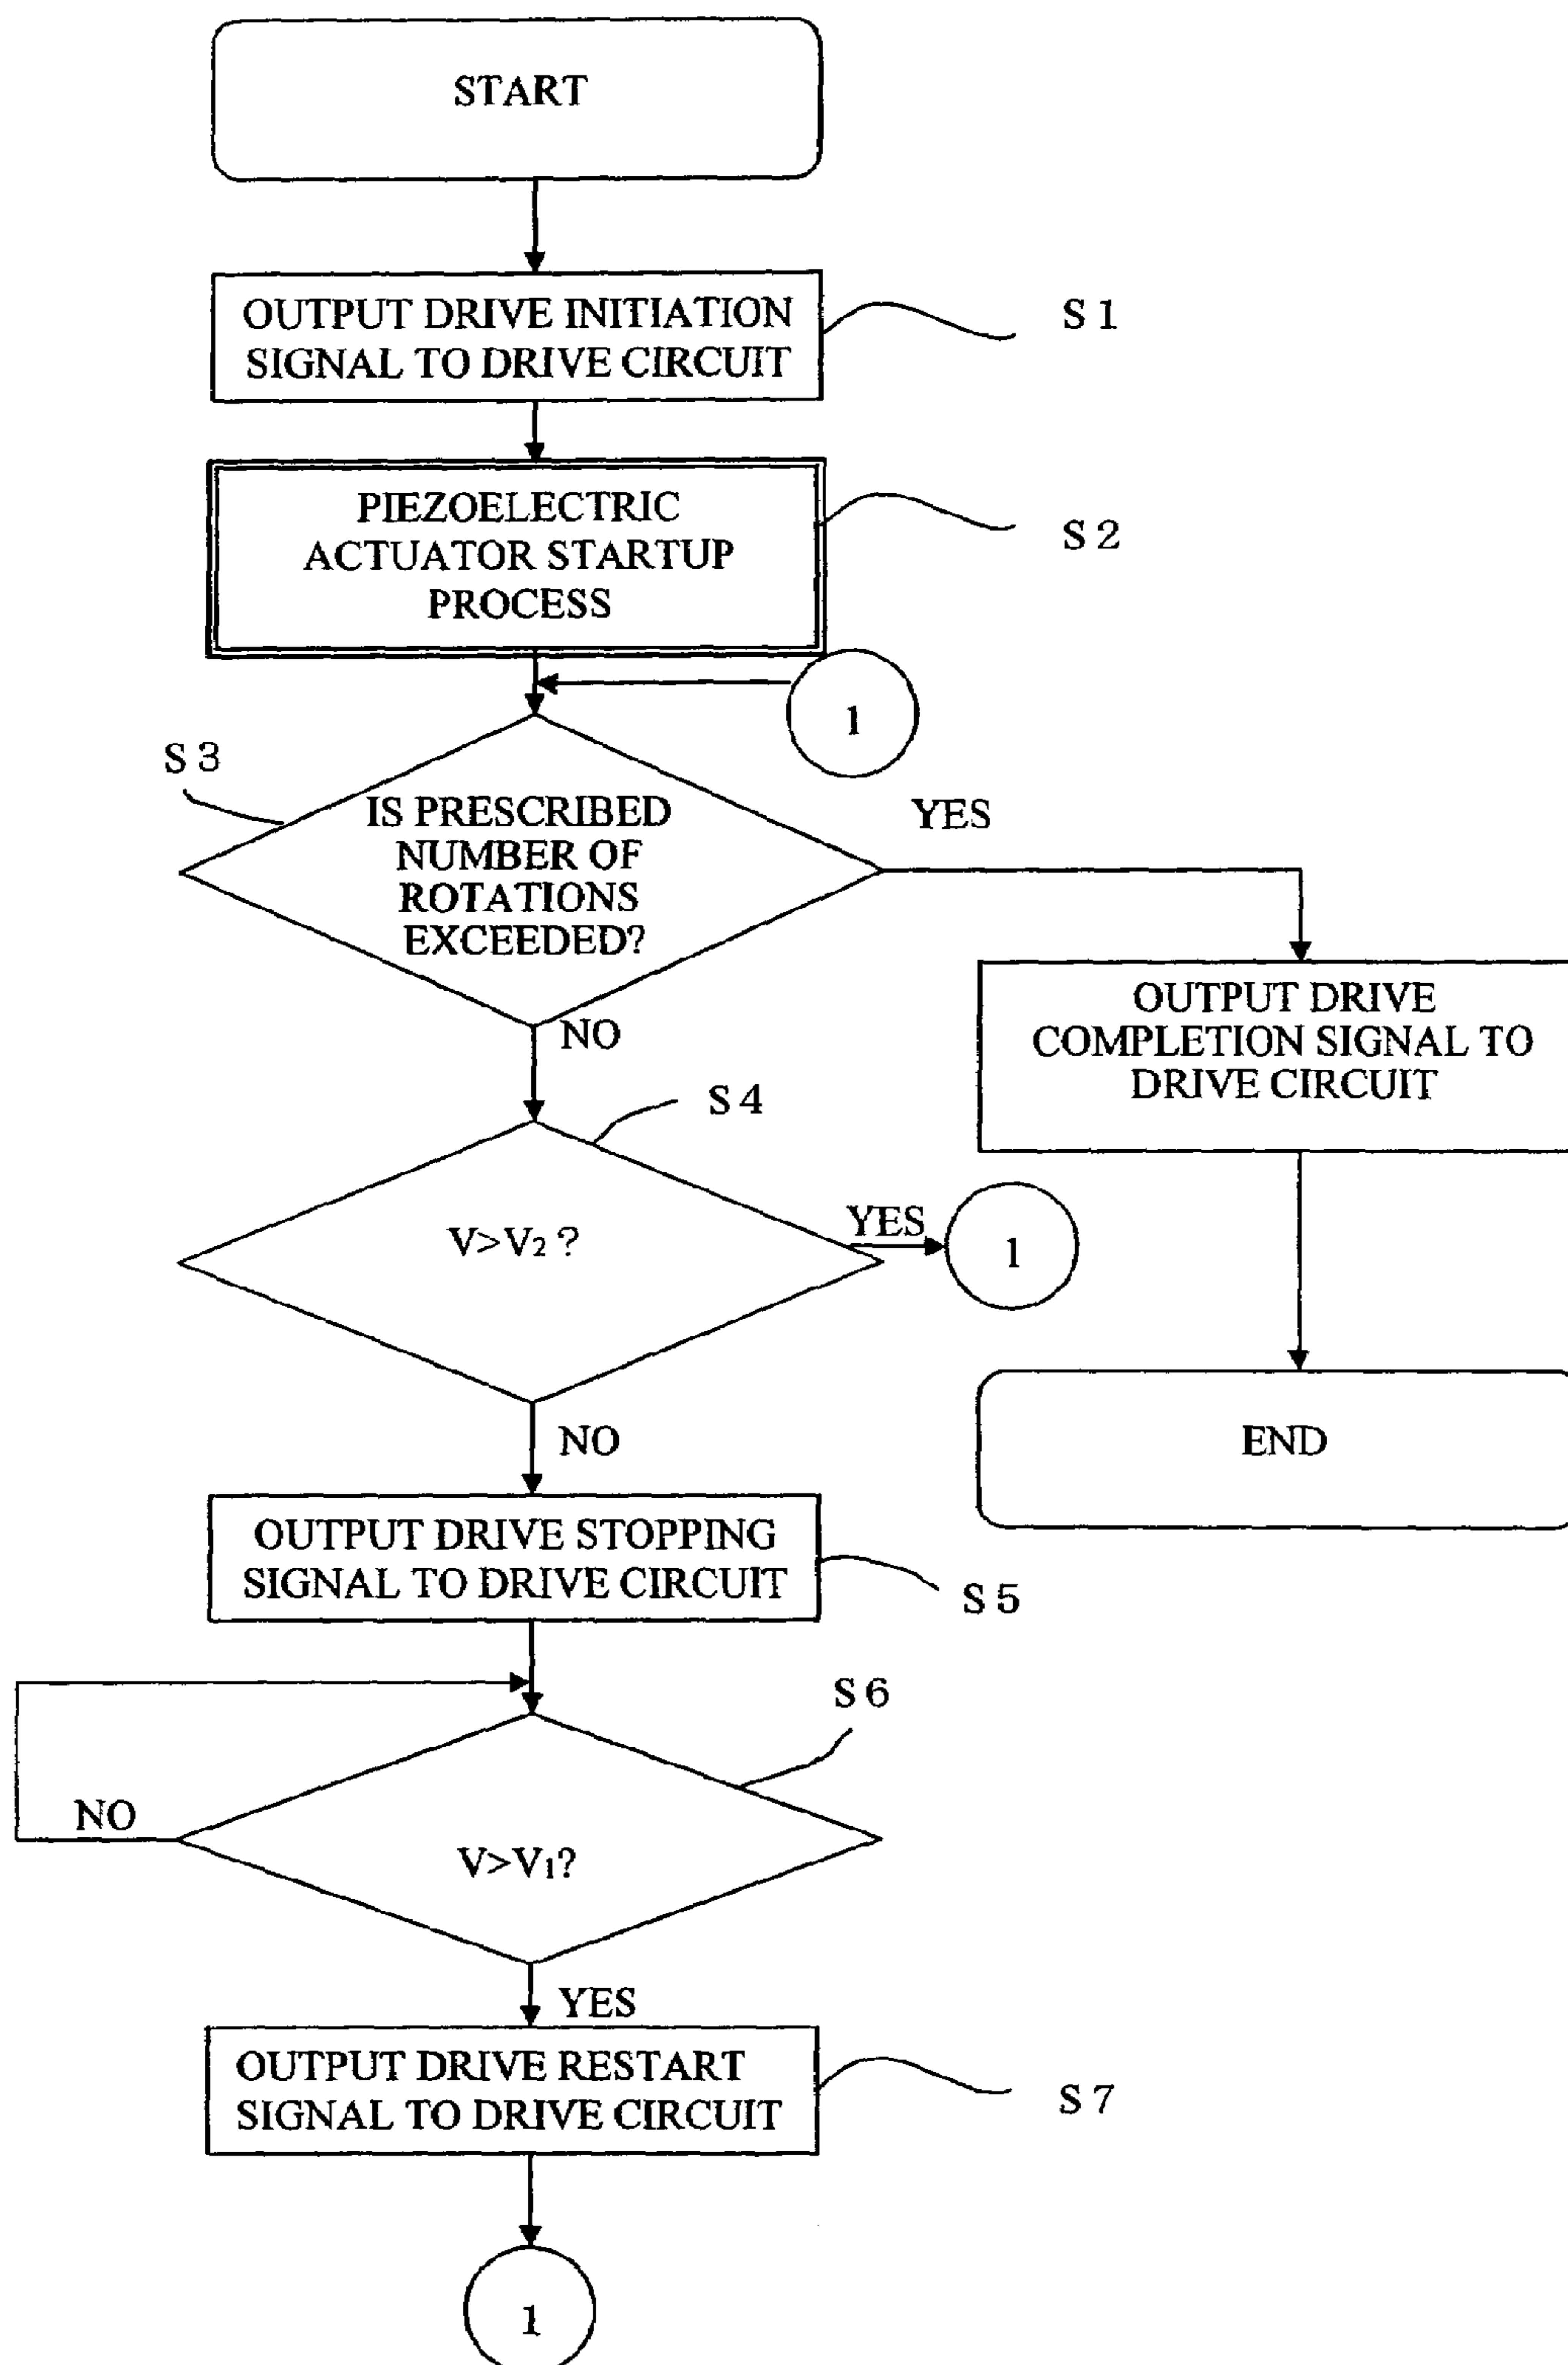 START
OUTPUT DRIVE INITIATION
SIGNAL TO DRIVE CIRCUIT
S1
PIEZOELECTRIC
ACTUATOR STARTUP
PROCESS
S2
1
S3
IS PRESCRIBED
NUMBER OF
ROTATIONS
EXCEEDED?
YES
NO
OUTPUT DRIVE
COMPLETION SIGNAL TO
DRIVE CIRCUIT
S4
V>V2 ?
YES
1
NO
END
OUTPUT DRIVE STOPPING
SIGNAL TO DRIVE CIRCUIT
S5
S6
NO
V>V1?
YES
OUTPUT DRIVE RESTART
SIGNAL TO DRIVE CIRCUIT
S7
1